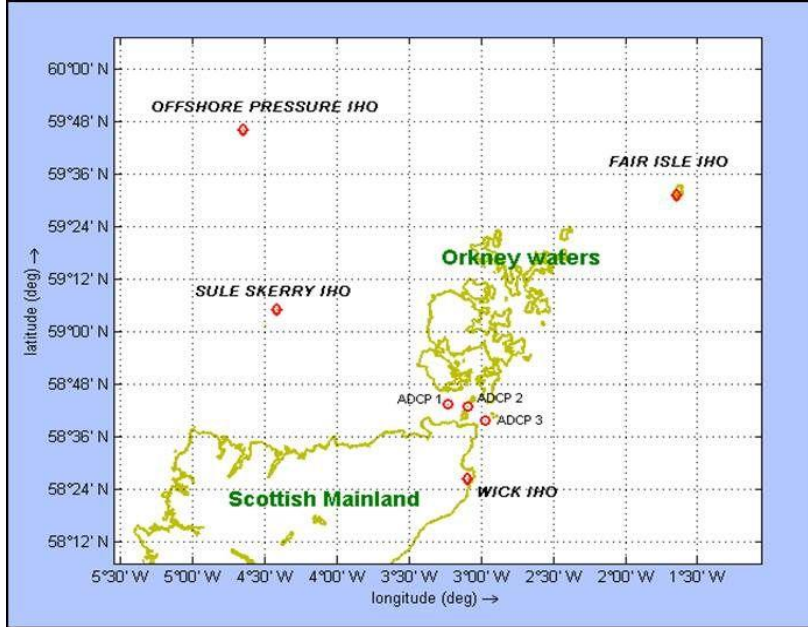 60°00' N
OFFSHORE PRESSURE IHO
59°48' N
FAIR ISLE IHO
59°36' N
59°24' N
Orkney waters
59°12' N
SULE SKERRY IHO
59°00' N
58°48' N
ADCP 1
ADCP 2
ADCP 3
58°36' N
58°24' N
Scottish Mainland
WICK IHO
58°12' N
latitude (deg) →
5°30' W 5°00' W 4°30' W 4°00' W 3°30' W 3°00' W 2°30' W 2°00' W 1°30' W
longitude (deg) →